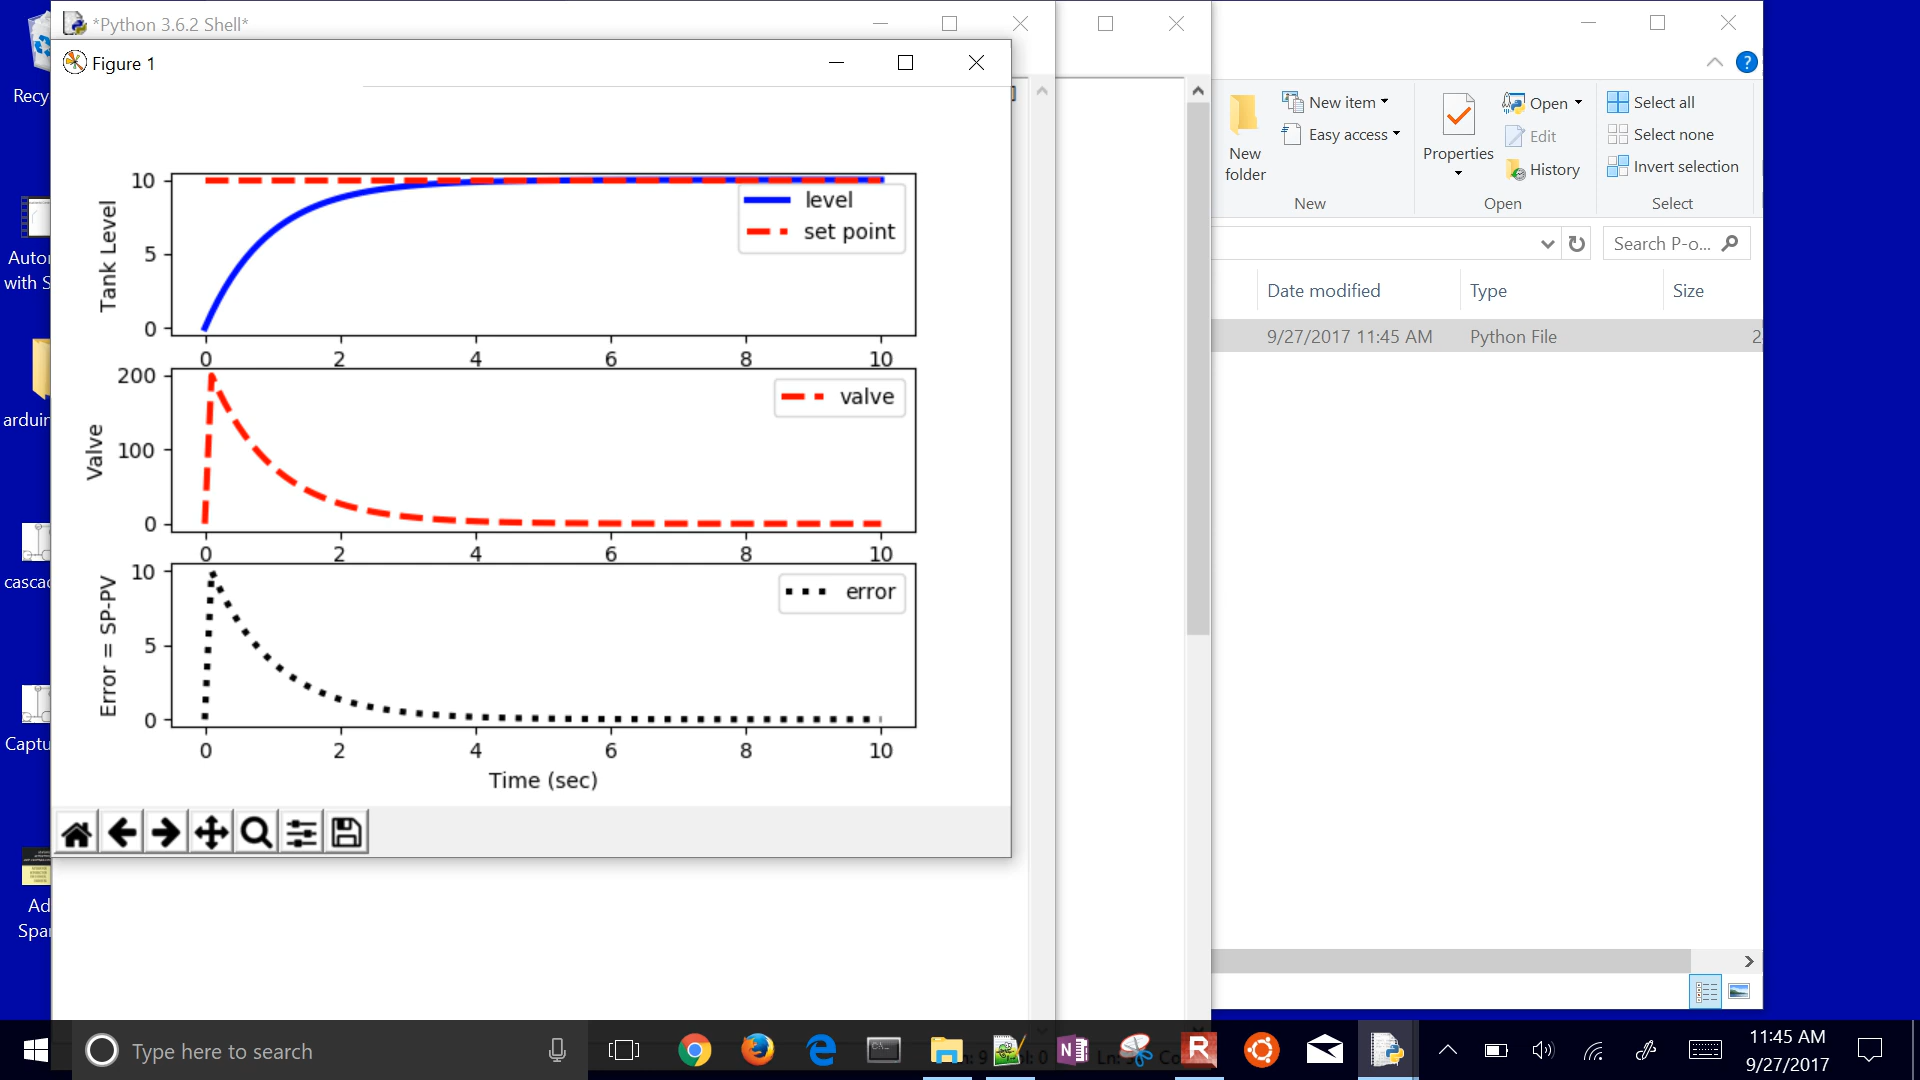 *Python 3.6.2 Shell*
Figure 1
Recy
Autor
with S
arduin
cascad
Captu
Ad
Spar
10
5
0
Tank Level
level
set point
0 2 4 6 8 10
200
100
0
Valve
valve
0 2 4 6 8 10
10
5
0
Error = SP-PV
error
0 2 4 6 8 10
Time (sec)
New folder
New item
Easy access
New
Properties
Open
Edit
History
Open
Select all
Select none
Invert selection
Select
Search P-o...
Date modified Type Size
9/27/2017 11:45 AM Python File 2
Type here to search
11:45 AM
9/27/2017